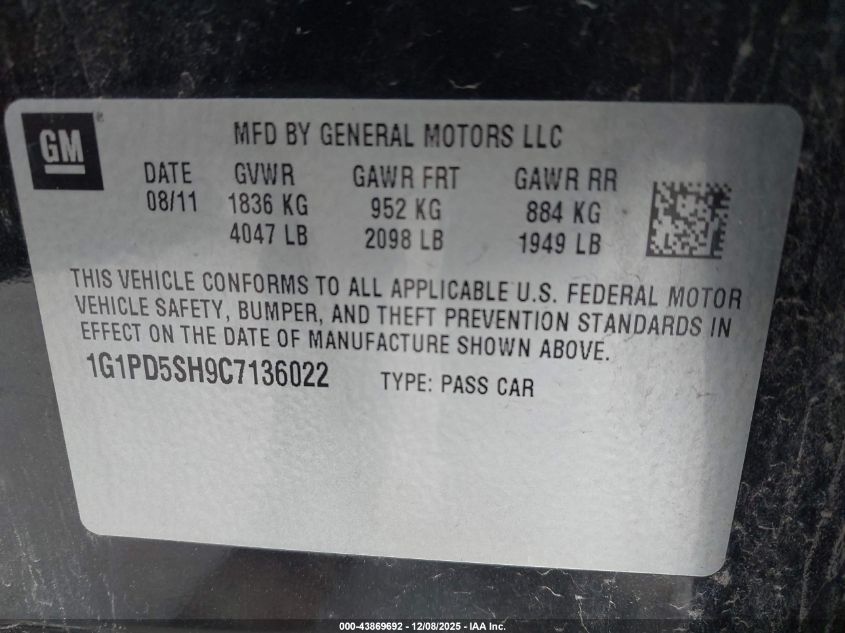 GM
MFD BY GENERAL MOTORS LLC
DATE GVWR GAWR FRT GAWR RR
08/11 1836 KG 952 KG 884 KG
4047 LB 2098 LB 1949 LB
THIS VEHICLE CONFORMS TO ALL APPLICABLE U.S. FEDERAL MOTOR
VEHICLE SAFETY, BUMPER, AND THEFT PREVENTION STANDARDS IN
EFFECT ON THE DATE OF MANUFACTURE SHOWN ABOVE.
1G1PD5SH9C7136022 TYPE: PASS CAR
000-43869692 - 12/08/2025 - IAA Inc.